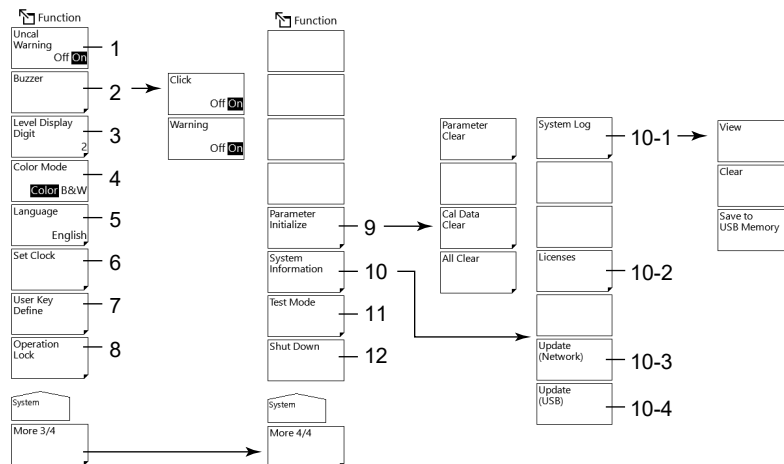 Function
Uncal
Warning
Off On
1
Buzzer
2
Level Display
Digit
2
3
Color Mode
Color B&W
4
Language
English
5
Set Clock
6
User Key
Define
7
Operation
Lock
8
System
More 3/4
Click
Off On
Warning
Off On
Function
Parameter
Initialize
9
System
Information
10
Test Mode
11
Shut Down
12
System
More 4/4
Parameter
Clear
Cal Data
Clear
All Clear
System Log
10-1
Licenses
10-2
Update
(Network)
10-3
Update
(USB)
10-4
View
Clear
Save to
USB Memory